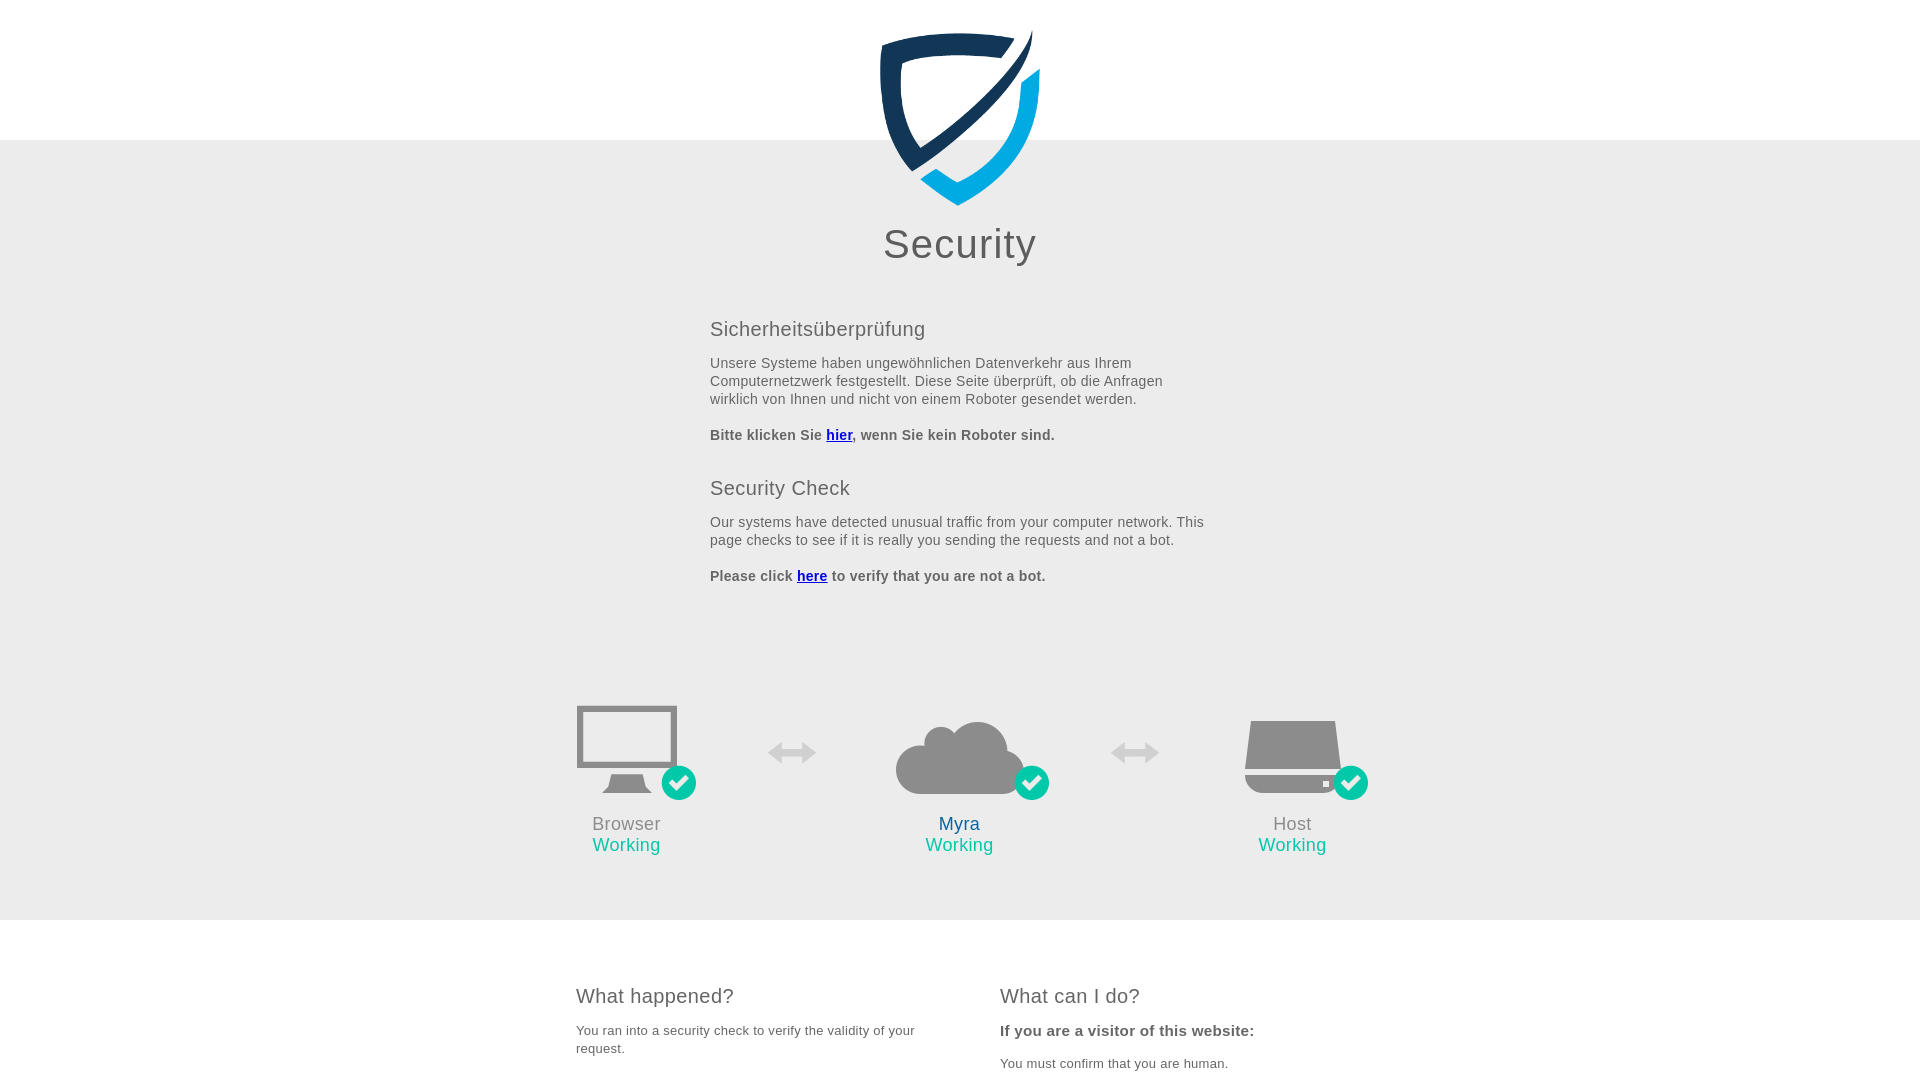 Security
Sicherheitsüberprüfung
Unsere Systeme haben ungewöhnlichen Datenverkehr aus Ihrem
Computernetzwerk festgestellt. Diese Seite überprüft, ob die Anfragen
wirklich von Ihnen und nicht von einem Roboter gesendet werden.
Bitte klicken Sie hier, wenn Sie kein Roboter sind.
Security Check
Our systems have detected unusual traffic from your computer network. This
page checks to see if it is really you sending the requests and not a bot.
Please click here to verify that you are not a bot.
Browser
Working
Myra
Working
Host
Working
What happened?
You ran into a security check to verify the validity of your
request.
What can I do?
If you are a visitor of this website:
You must confirm that you are human.